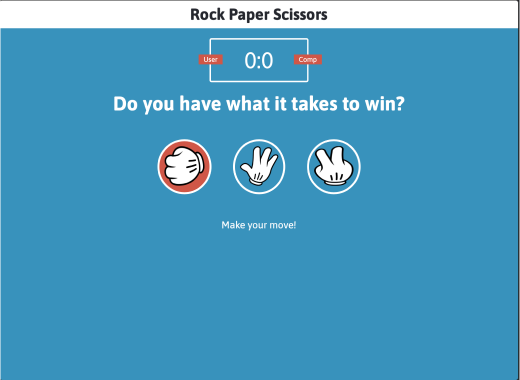 Rock Paper Scissors
User 0:0 Comp
Do you have what it takes to win?
Make your move!